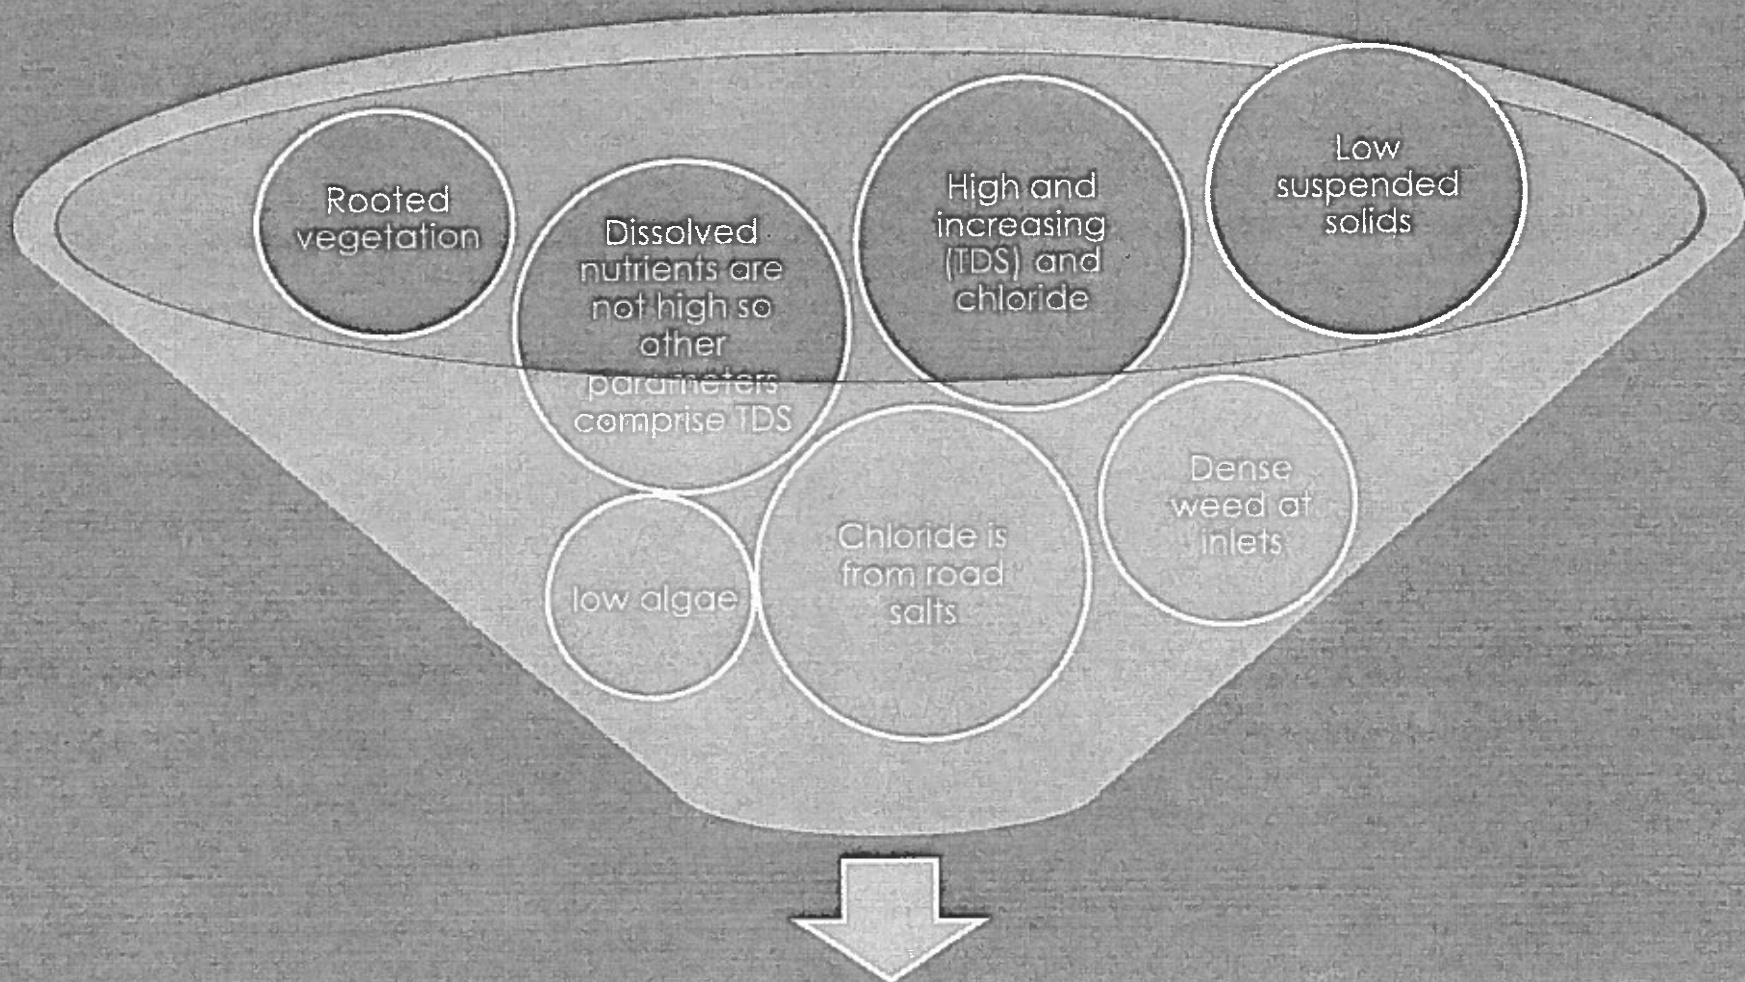 Rooted
vegetation
Dissolved
nutrients are
not high so
other
parameters
comprise TDS
High and
increasing
(TDS) and
chloride
Low
suspended
solids
low algae
Chloride is
from road
salts
Dense
weed at
inlets